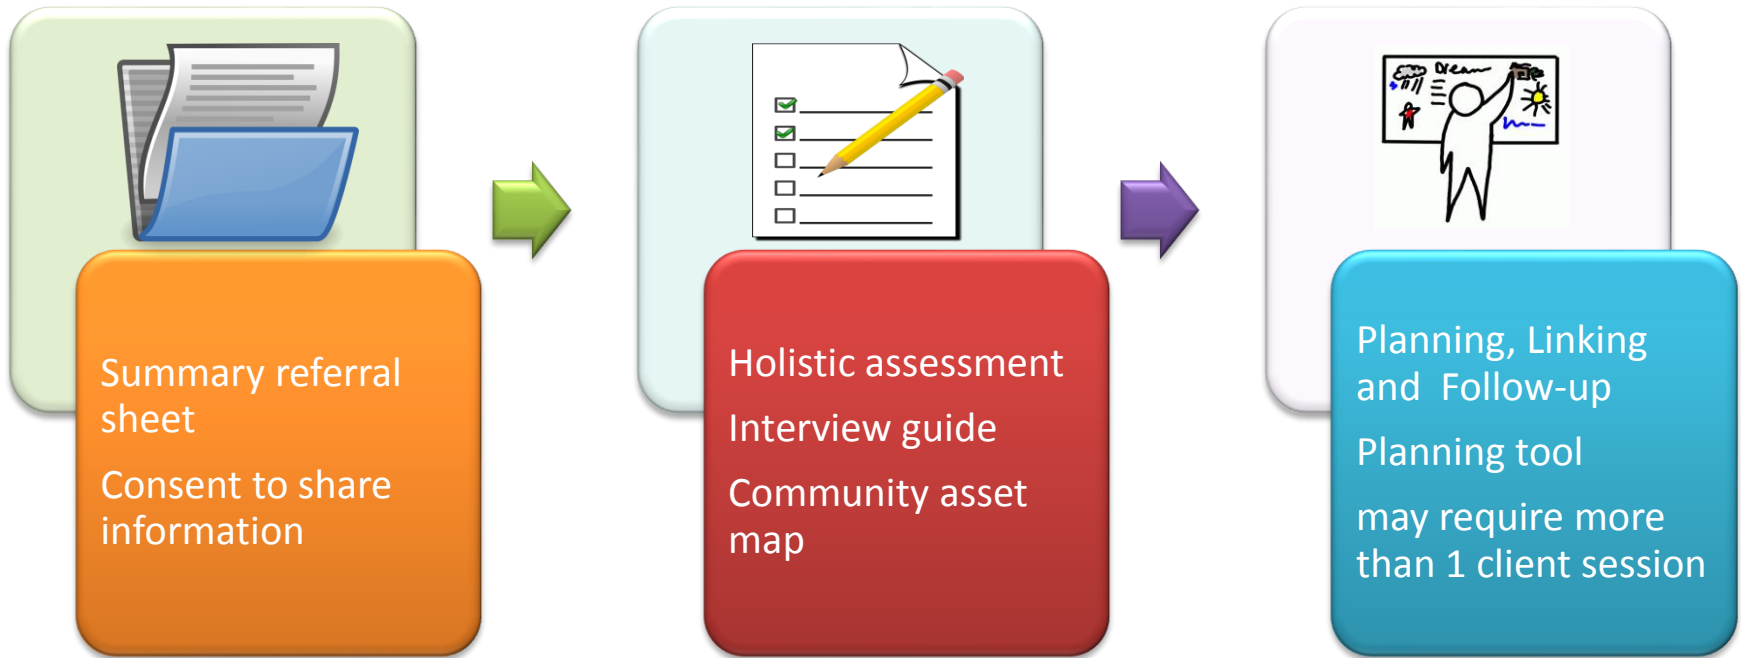 Dream
Summary referral
sheet
Consent to share
information
Holistic assessment
Interview guide
Community asset
map
Planning, Linking
and  Follow-up
Planning tool
may require more
than 1 client session